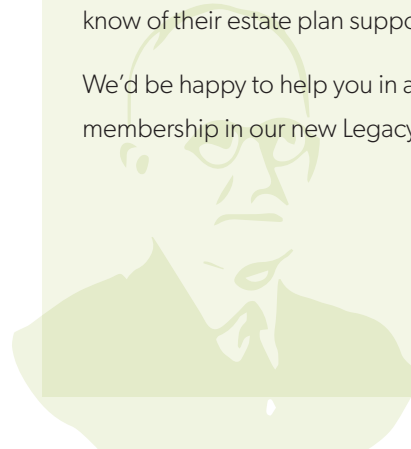 know of their estate plan suppo
We'd be happy to help you in a
membership in our new Legacy